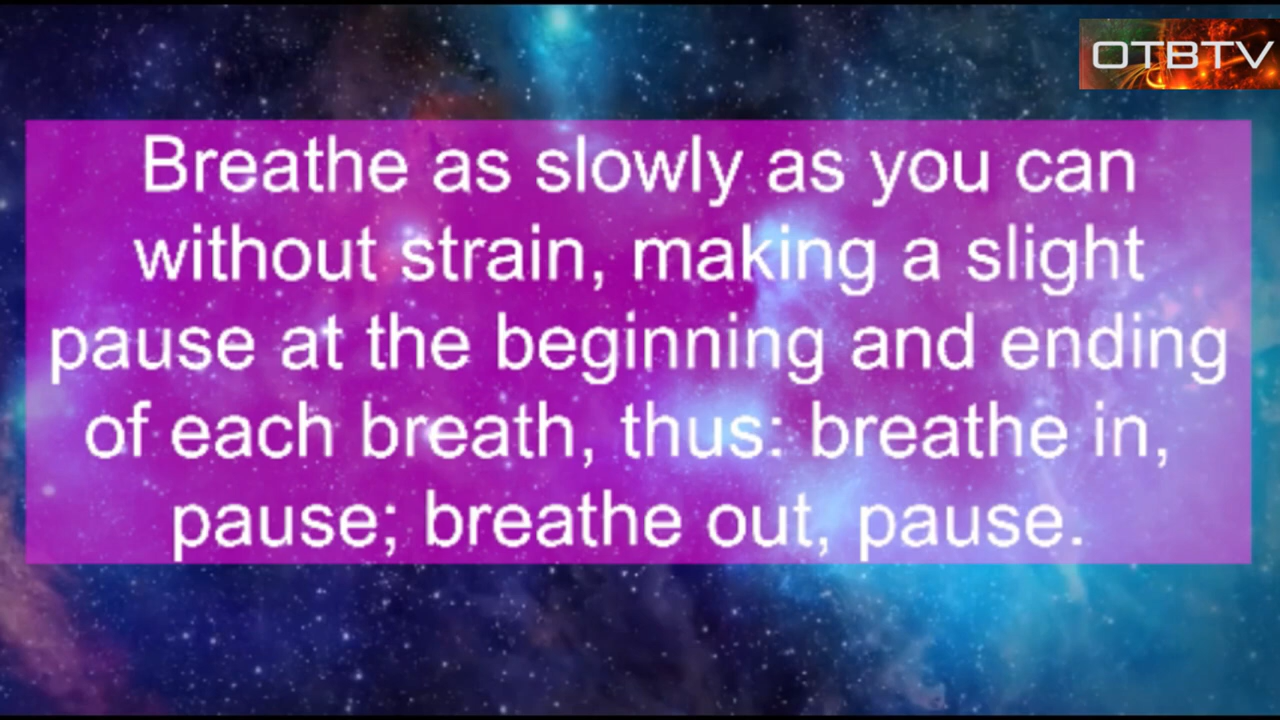 OTBTV
Breathe as slowly as you can
without strain, making a slight
pause at the beginning and ending
of each breath, thus: breathe in,
pause; breathe out, pause.